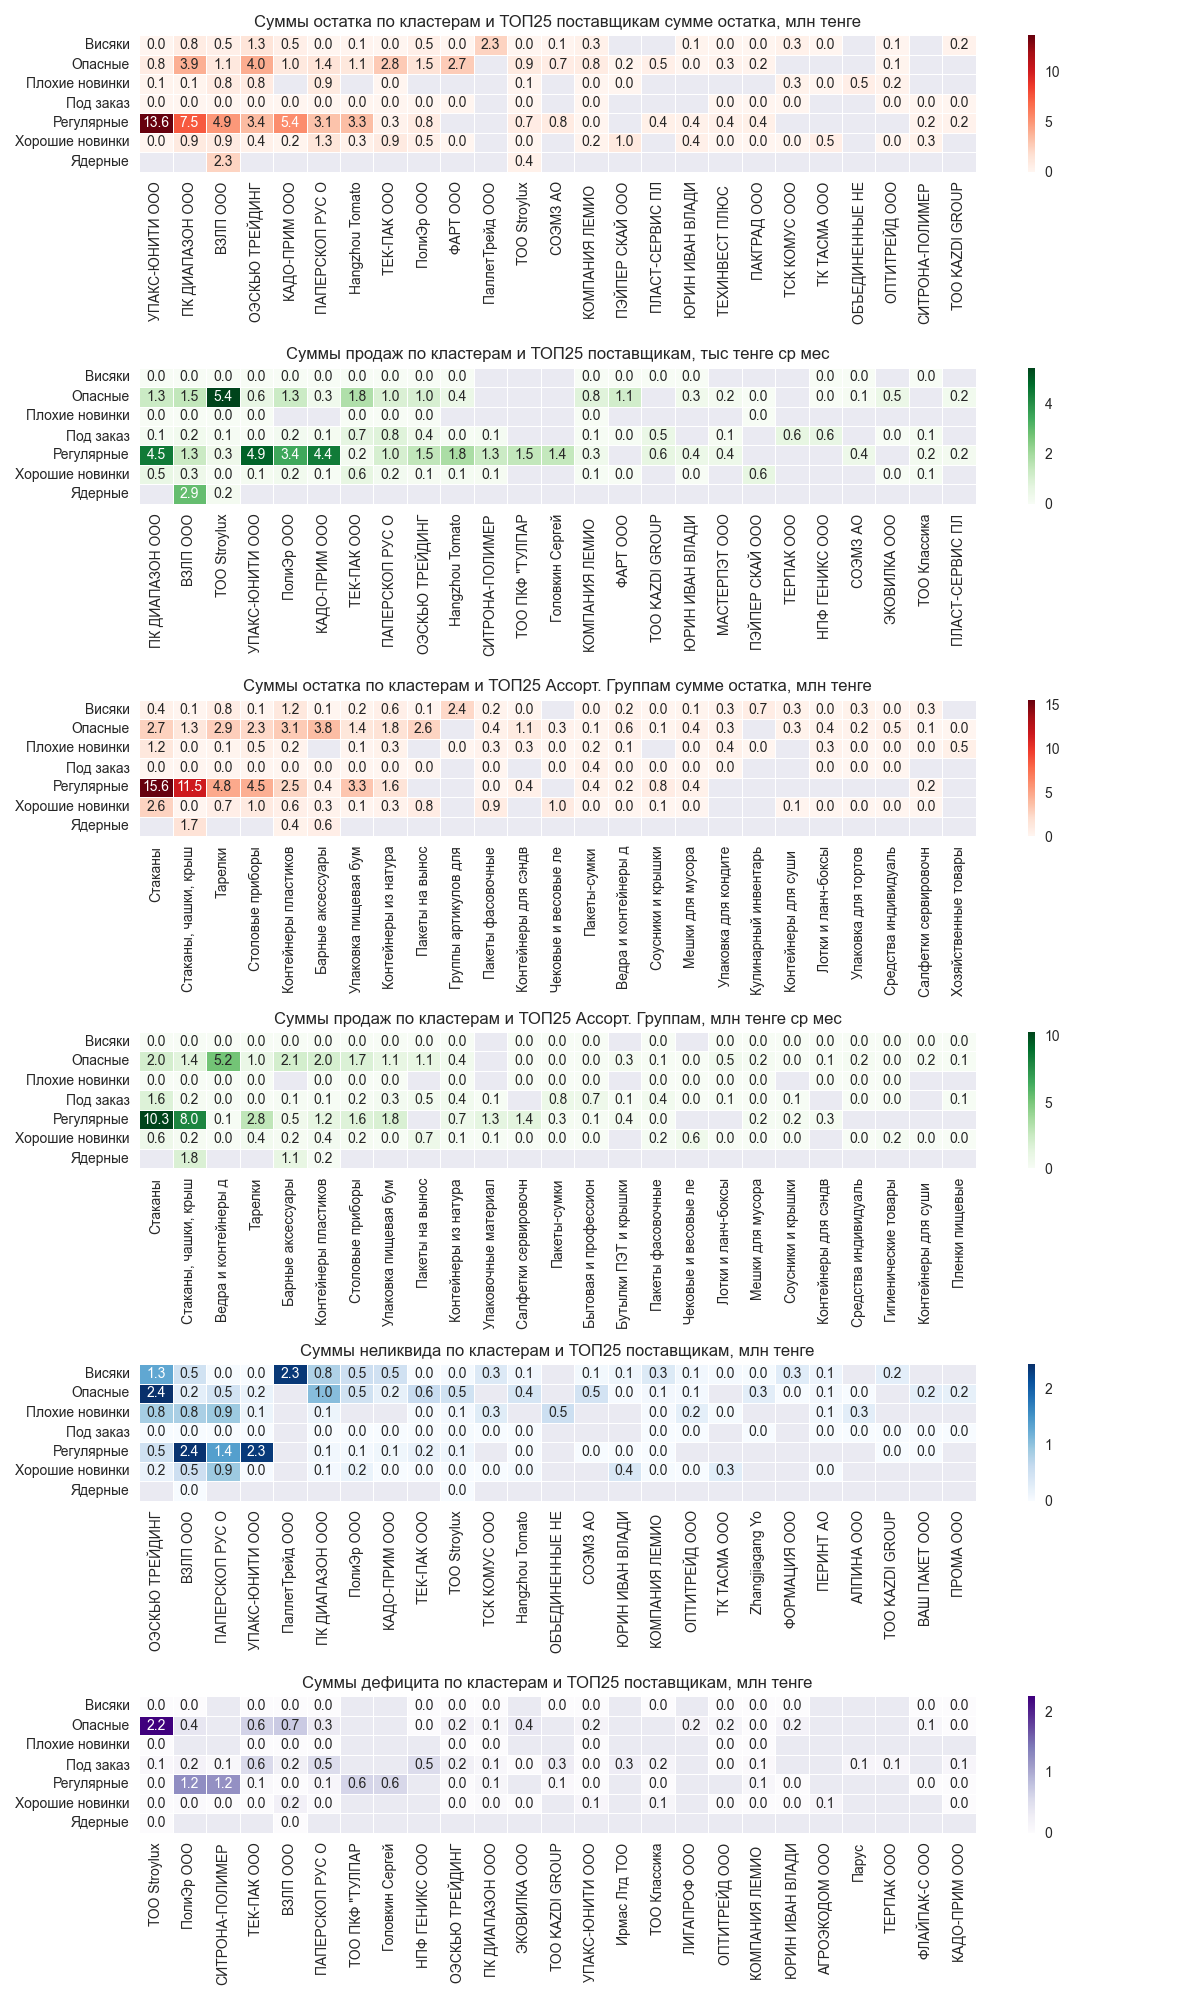 Суммы остатка по кластерам и ТОП25 поставщикам сумме остатка, млн тенге
Висяки 0.0 0.8 0.5 1.3 0.5 0.0 0.1 0.0 0.5 0.0 2.3 0.0 0.1 0.3 0.1 0.0 0.0 0.3 0.0 0.1 0.2
Опасные 0.8 3.9 1.1 4.0 1.0 1.4 1.1 2.8 1.5 2.7 0.9 0.7 0.8 0.2 0.5 0.0 0.3 0.2 0.1
Плохие новинки 0.1 0.1 0.8 0.8 0.9 0.0 0.1 0.0 0.0 0.3 0.0 0.5 0.2
Под заказ 0.0 0.0 0.0 0.0 0.0 0.0 0.0 0.0 0.0 0.0 0.0 0.0 0.0 0.0 0.0 0.0 0.0 0.0
Регулярные 13.6 7.5 4.9 3.4 5.4 3.1 3.3 0.3 0.8 0.7 0.8 0.0 0.4 0.4 0.4 0.4 0.2 0.2
Хорошие новинки 0.0 0.9 0.9 0.4 0.2 1.3 0.3 0.9 0.5 0.0 0.0 0.2 1.0 0.4 0.0 0.0 0.0 0.5 0.0 0.3
Ядерные 2.3 0.4
10
5
0
УПАКС-ЮНИТИ ООО
ПК ДИАПАЗОН ООО
ВЗЛП ООО
ОЭСКЬЮ ТРЕЙДИНГ
КАДО-ПРИМ ООО
ПАПЕРСКОП РУС О
Hangzhou Tomato
ТЕК-ПАК ООО
ПолиЭр ООО
ФАРТ ООО
ПаллетТрейд ООО
ТОО Stroylux
СОЭМЗ АО
КОМПАНИЯ ЛЕМИО
ПЭЙПЕР СКАЙ ООО
ПЛАСТ-СЕРВИС ПЛ
ЮРИН ИВАН ВЛАДИ
ТЕХИНВЕСТ ПЛЮС
ПАКГРАД ООО
ТСК КОМУС ООО
ТК ТАСМА ООО
ОБЪЕДИНЕННЫЕ НЕ
ОПТИТРЕЙД ООО
СИТРОНА-ПОЛИМЕР
ТОО KAZDI GROUP
Суммы продаж по кластерам и ТОП25 поставщикам, тыс тенге ср мес
Висяки 0.0 0.0 0.0 0.0 0.0 0.0 0.0 0.0 0.0 0.0 0.0 0.0 0.0 0.0 0.0 0.0 0.0
Опасные 1.3 1.5 5.4 0.6 1.3 0.3 1.8 1.0 1.0 0.4 0.8 1.1 0.3 0.2 0.0 0.0 0.1 0.5 0.2
Плохие новинки 0.0 0.0 0.0 0.0 0.0 0.0 0.0 0.0 0.0
Под заказ 0.1 0.2 0.1 0.0 0.2 0.1 0.7 0.8 0.4 0.0 0.1 0.1 0.0 0.5 0.1 0.6 0.6 0.0 0.1
Регулярные 4.5 1.3 0.3 4.9 3.4 4.4 0.2 1.0 1.5 1.8 1.3 1.5 1.4 0.3 0.6 0.4 0.4 0.4 0.2 0.2
Хорошие новинки 0.5 0.3 0.0 0.1 0.2 0.1 0.6 0.2 0.1 0.1 0.1 0.1 0.0 0.0 0.6 0.0 0.1
Ядерные 2.9 0.2
4
2
0
ПК ДИАПАЗОН ООО
ВЗЛП ООО
ТОО Stroylux
УПАКС-ЮНИТИ ООО
ПолиЭр ООО
КАДО-ПРИМ ООО
ТЕК-ПАК ООО
ПАПЕРСКОП РУС О
ОЭСКЬЮ ТРЕЙДИНГ
Hangzhou Tomato
СИТРОНА-ПОЛИМЕР
ТОО ПКФ "ТУЛПАР
Головкин Сергей
КОМПАНИЯ ЛЕМИО
ФАРТ ООО
ТОО KAZDI GROUP
ЮРИН ИВАН ВЛАДИ
МАСТЕРПЭТ ООО
ПЭЙПЕР СКАЙ ООО
ТЕРПАК ООО
НПФ ГЕНИКС ООО
СОЭМЗ АО
ЭКОВИЛКА ООО
ТОО Классика
ПЛАСТ-СЕРВИС ПЛ
Суммы остатка по кластерам и ТОП25 Ассорт. Группам сумме остатка, млн тенге
Висяки 0.4 0.1 0.8 0.1 1.2 0.1 0.2 0.6 0.1 2.4 0.2 0.0 0.0 0.2 0.0 0.1 0.3 0.7 0.3 0.0 0.3 0.0 0.3
Опасные 2.7 1.3 2.9 2.3 3.1 3.8 1.4 1.8 2.6 0.4 1.1 0.3 0.1 0.6 0.1 0.4 0.3 0.3 0.4 0.2 0.5 0.1 0.0
Плохие новинки 1.2 0.0 0.1 0.5 0.2 0.1 0.3 0.0 0.3 0.3 0.0 0.2 0.1 0.0 0.4 0.0 0.3 0.0 0.0 0.0 0.5
Под заказ 0.0 0.0 0.0 0.0 0.0 0.0 0.0 0.0 0.0 0.0 0.0 0.4 0.0 0.0 0.0 0.0 0.0 0.0 0.0
Регулярные 15.6 11.5 4.8 4.5 2.5 0.4 3.3 1.6 0.0 0.4 0.4 0.2 0.8 0.4 0.2
Хорошие новинки 2.6 0.0 0.7 1.0 0.6 0.3 0.1 0.3 0.8 0.9 1.0 0.0 0.0 0.1 0.0 0.1 0.0 0.0 0.0 0.0
Ядерные 1.7 0.4 0.6
15
10
5
0
Стаканы
Стаканы, чашки, крыш
Тарелки
Столовые приборы
Контейнеры пластиков
Барные аксессуары
Упаковка пищевая бум
Контейнеры из натура
Пакеты на вынос
Группы артикулов для
Пакеты фасовочные
Контейнеры для сэндв
Чековые и весовые ле
Пакеты-сумки
Ведра и контейнеры д
Соусники и крышки
Мешки для мусора
Упаковка для кондите
Кулинарный инвентарь
Контейнеры для суши
Лотки и ланч-боксы
Упаковка для тортов
Средства индивидуаль
Салфетки сервировочн
Хозяйственные товары
Суммы продаж по кластерам и ТОП25 Ассорт. Группам, млн тенге ср мес
Висяки 0.0 0.0 0.0 0.0 0.0 0.0 0.0 0.0 0.0 0.0 0.0 0.0 0.0 0.0 0.0 0.0 0.0 0.0 0.0 0.0 0.0 0.0
Опасные 2.0 1.4 5.2 1.0 2.1 2.0 1.7 1.1 1.1 0.4 0.0 0.0 0.0 0.3 0.1 0.0 0.5 0.2 0.0 0.1 0.2 0.0 0.2 0.1
Плохие новинки 0.0 0.0 0.0 0.0 0.0 0.0 0.0 0.0 0.0 0.0 0.0 0.0 0.0 0.0 0.0 0.0 0.0 0.0
Под заказ 1.6 0.2 0.0 0.0 0.1 0.1 0.2 0.3 0.5 0.4 0.1 0.8 0.7 0.1 0.4 0.0 0.1 0.0 0.1 0.0 0.0 0.0 0.1
Регулярные 10.3 8.0 0.1 2.8 0.5 1.2 1.6 1.8 0.7 1.3 1.4 0.3 0.1 0.4 0.0 0.2 0.2 0.3
Хорошие новинки 0.6 0.2 0.0 0.4 0.2 0.4 0.2 0.0 0.7 0.1 0.1 0.0 0.0 0.0 0.2 0.6 0.0 0.0 0.0 0.0 0.2 0.0 0.0
Ядерные 1.8 1.1 0.2
10
5
0
Стаканы
Стаканы, чашки, крыш
Ведра и контейнеры д
Тарелки
Барные аксессуары
Контейнеры пластиков
Столовые приборы
Упаковка пищевая бум
Пакеты на вынос
Контейнеры из натура
Упаковочные материал
Салфетки сервировочн
Пакеты-сумки
Бытовая и профессион
Бутылки ПЭТ и крышки
Пакеты фасовочные
Чековые и весовые ле
Лотки и ланч-боксы
Мешки для мусора
Соусники и крышки
Контейнеры для сэндв
Средства индивидуаль
Гигиенические товары
Контейнеры для суши
Пленки пищевые
Суммы неликвида по кластерам и ТОП25 поставщикам, млн тенге
Висяки 1.3 0.5 0.0 0.0 2.3 0.8 0.5 0.5 0.0 0.0 0.3 0.1 0.1 0.1 0.3 0.1 0.0 0.0 0.3 0.1 0.2
Опасные 2.4 0.2 0.5 0.2 1.0 0.5 0.2 0.6 0.5 0.4 0.5 0.0 0.1 0.1 0.3 0.0 0.1 0.0 0.2 0.2
Плохие новинки 0.8 0.8 0.9 0.1 0.1 0.0 0.1 0.3 0.5 0.0 0.2 0.0 0.1 0.3
Под заказ 0.0 0.0 0.0 0.0 0.0 0.0 0.0 0.0 0.0 0.0 0.0 0.0 0.0 0.0 0.0 0.0 0.0 0.0 0.0 0.0 0.0
Регулярные 0.5 2.4 1.4 2.3 0.1 0.1 0.1 0.2 0.1 0.0 0.0 0.0 0.0 0.0 0.0
Хорошие новинки 0.2 0.5 0.9 0.0 0.1 0.2 0.0 0.0 0.0 0.0 0.0 0.4 0.0 0.0 0.3 0.0
Ядерные 0.0 0.0
2
1
0
ОЭСКЬЮ ТРЕЙДИНГ
ВЗЛП ООО
ПАПЕРСКОП РУС О
УПАКС-ЮНИТИ ООО
ПаллетТрейд ООО
ПК ДИАПАЗОН ООО
ПолиЭр ООО
КАДО-ПРИМ ООО
ТЕК-ПАК ООО
ТОО Stroylux
ТСК КОМУС ООО
Hangzhou Tomato
ОБЪЕДИНЕННЫЕ НЕ
СОЭМЗ АО
ЮРИН ИВАН ВЛАДИ
КОМПАНИЯ ЛЕМИО
ОПТИТРЕЙД ООО
ТК ТАСМА ООО
Zhangjiagang Yo
ФОРМАЦИЯ ООО
ПЕРИНТ АО
АЛПИНА ООО
ТОО KAZDI GROUP
ВАШ ПАКЕТ ООО
ПРОМА ООО
Суммы дефицита по кластерам и ТОП25 поставщикам, млн тенге
Висяки 0.0 0.0 0.0 0.0 0.0 0.0 0.0 0.0 0.0 0.0 0.0 0.0 0.0 0.0 0.0 0.0 0.0
Опасные 2.2 0.4 0.6 0.7 0.3 0.0 0.2 0.1 0.4 0.2 0.2 0.2 0.0 0.2 0.1 0.0
Плохие новинки 0.0 0.0 0.0 0.0 0.0 0.0 0.0 0.0 0.0
Под заказ 0.1 0.2 0.1 0.6 0.2 0.5 0.5 0.2 0.1 0.0 0.3 0.0 0.3 0.2 0.0 0.1 0.1 0.1 0.1
Регулярные 0.0 1.2 1.2 0.1 0.0 0.1 0.6 0.6 0.0 0.1 0.1 0.0 0.0 0.1 0.0 0.0 0.0
Хорошие новинки 0.0 0.0 0.0 0.0 0.2 0.0 0.0 0.0 0.0 0.1 0.1 0.0 0.0 0.0 0.1 0.0
Ядерные 0.0 0.0
2
1
0
ТОО Stroylux
ПолиЭр ООО
СИТРОНА-ПОЛИМЕР
ТЕК-ПАК ООО
ВЗЛП ООО
ПАПЕРСКОП РУС О
ТОО ПКФ "ТУЛПАР
Головкин Сергей
НПФ ГЕНИКС ООО
ОЭСКЬЮ ТРЕЙДИНГ
ПК ДИАПАЗОН ООО
ЭКОВИЛКА ООО
ТОО KAZDI GROUP
УПАКС-ЮНИТИ ООО
Ирмас Лтд ТОО
ТОО Классика
ЛИГАПРОФ ООО
ОПТИТРЕЙД ООО
КОМПАНИЯ ЛЕМИО
ЮРИН ИВАН ВЛАДИ
АГРОЭКОДОМ ООО
Парус
ТЕРПАК ООО
ФЛАЙПАК-С ООО
КАДО-ПРИМ ООО